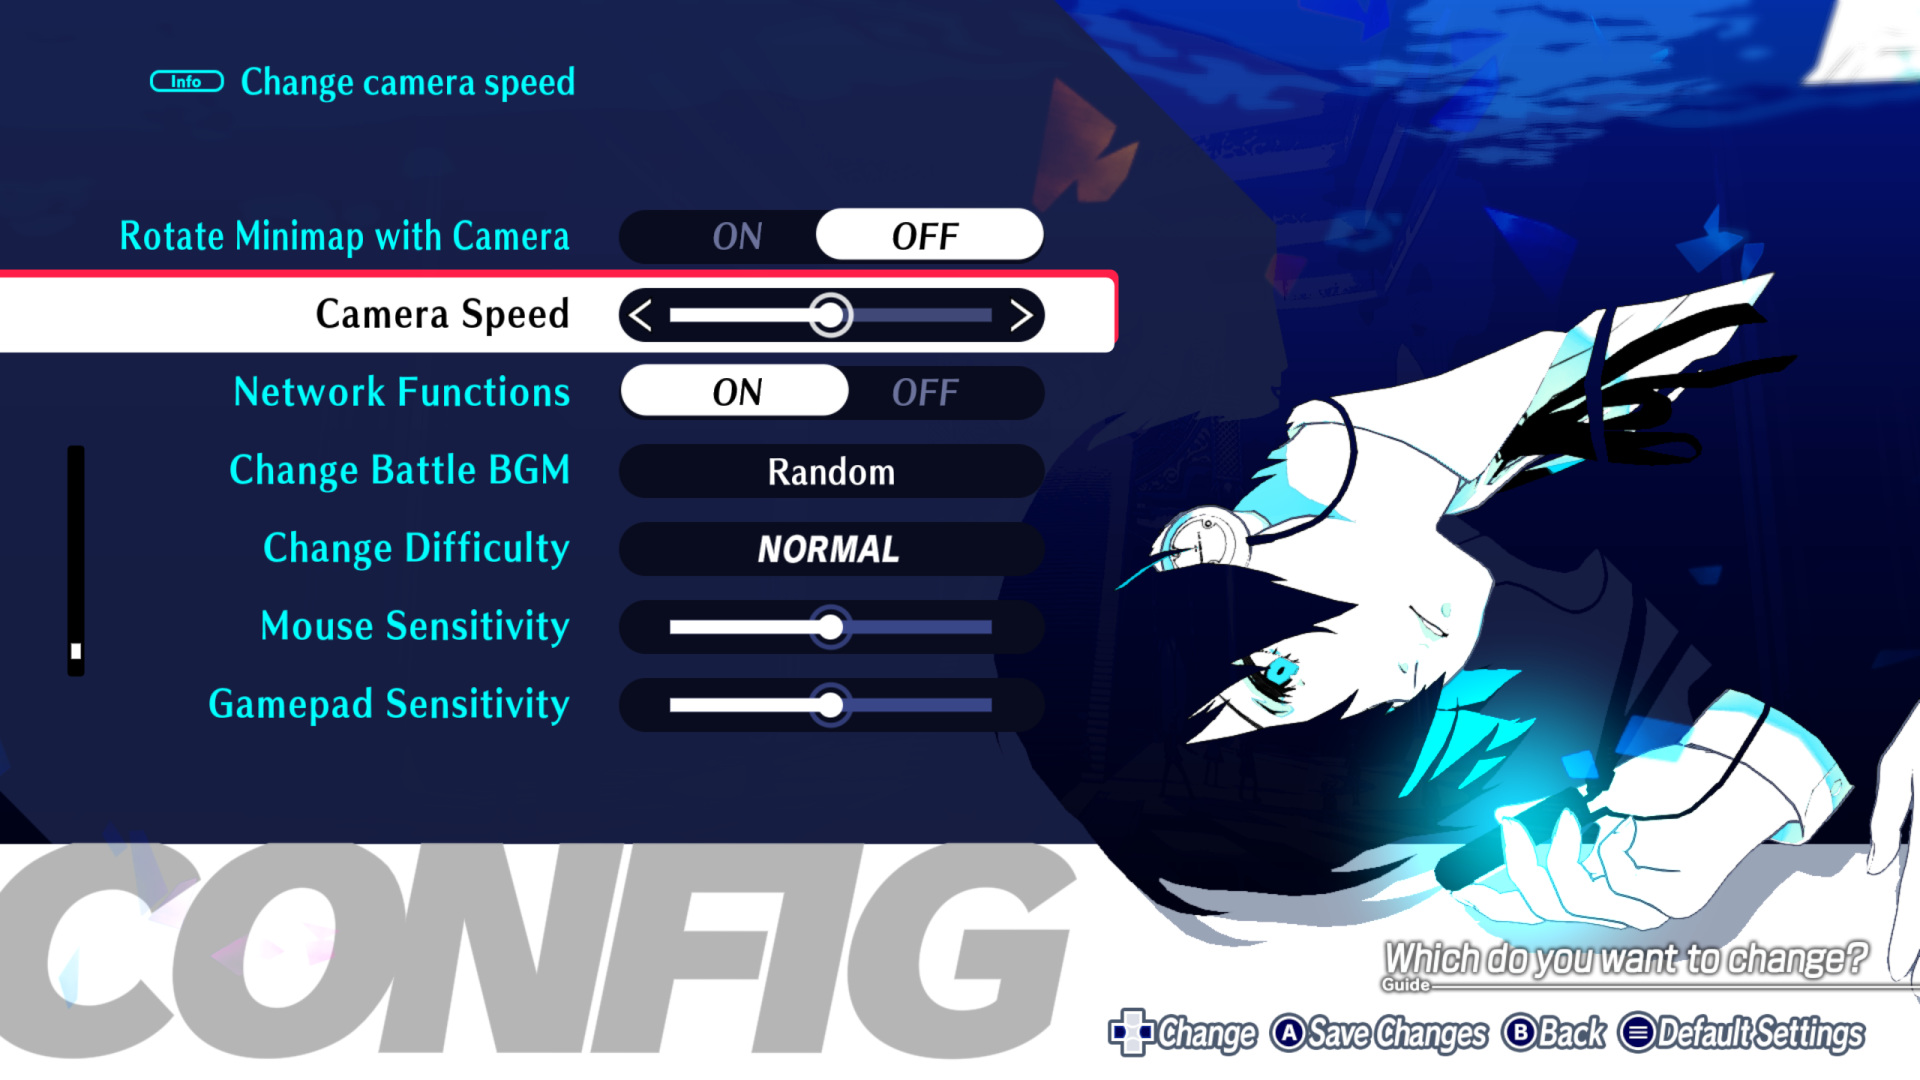 Info Change camera speed
Rotate Minimap with Camera ON OFF
Camera Speed
Network Functions ON OFF
Change Battle BGM Random
Change Difficulty NORMAL
Mouse Sensitivity
Gamepad Sensitivity
CONFIG
Which do you want to change?
Guide
Change A Save Changes B Back Default Settings